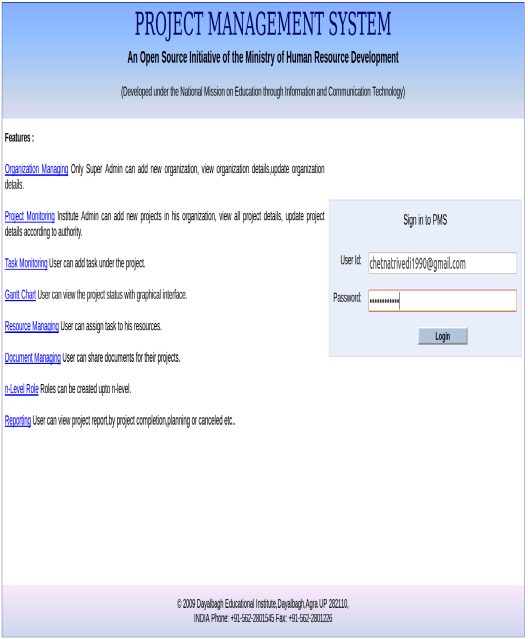 PROJECT MANAGEMENT SYSTEM
An Open Source Initiative of the Ministry of Human Resource Development
(Developed under the National Mission on Education through Information and Communication Technology)
Features :
Organization Managing Only Super Admin can add new organization, view organization details,update organization
details.
Project Monitoring Institute Admin can add new projects in his organization, view all project details, update project
details according to authority.
Task Monitoring User can add task under the project.
Gantt Chart User can view the project status with graphical interface.
Resource Managing User can assign task to his resources.
Document Managing User can share documents for their projects.
n-Level Role Roles can be created upto n-level.
Reporting User can view project report,by project completion,planning or canceled etc..
Sign in to PMS
User Id: chetnatrivedi1990@gmail.com
Password: ••••••••••••
Login
© 2009 Dayalbagh Educational Institute,Dayalbagh,Agra UP 282110,
INDIA Phone: +91-562-2801545 Fax: +91-562-2801226